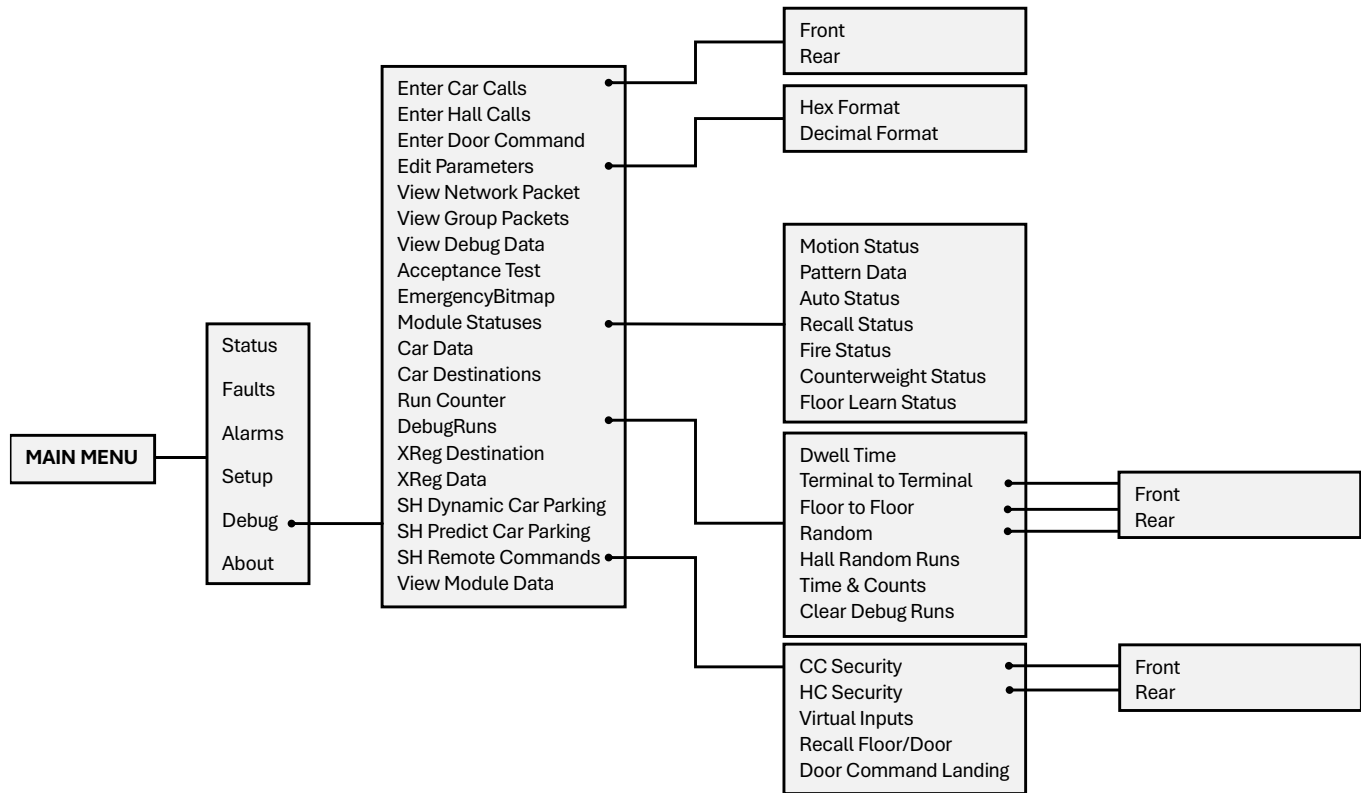 MAIN MENU
Status
Faults
Alarms
Setup
Debug
About
Enter Car Calls
Enter Hall Calls
Enter Door Command
Edit Parameters
View Network Packet
View Group Packets
View Debug Data
Acceptance Test
EmergencyBitmap
Module Statuses
Car Data
Car Destinations
Run Counter
DebugRuns
XReg Destination
XReg Data
SH Dynamic Car Parking
SH Predict Car Parking
SH Remote Commands
View Module Data
Front
Rear
Hex Format
Decimal Format
Motion Status
Pattern Data
Auto Status
Recall Status
Fire Status
Counterweight Status
Floor Learn Status
Dwell Time
Terminal to Terminal
Floor to Floor
Random
Hall Random Runs
Time & Counts
Clear Debug Runs
Front
Rear
CC Security
HC Security
Virtual Inputs
Recall Floor/Door
Door Command Landing
Front
Rear